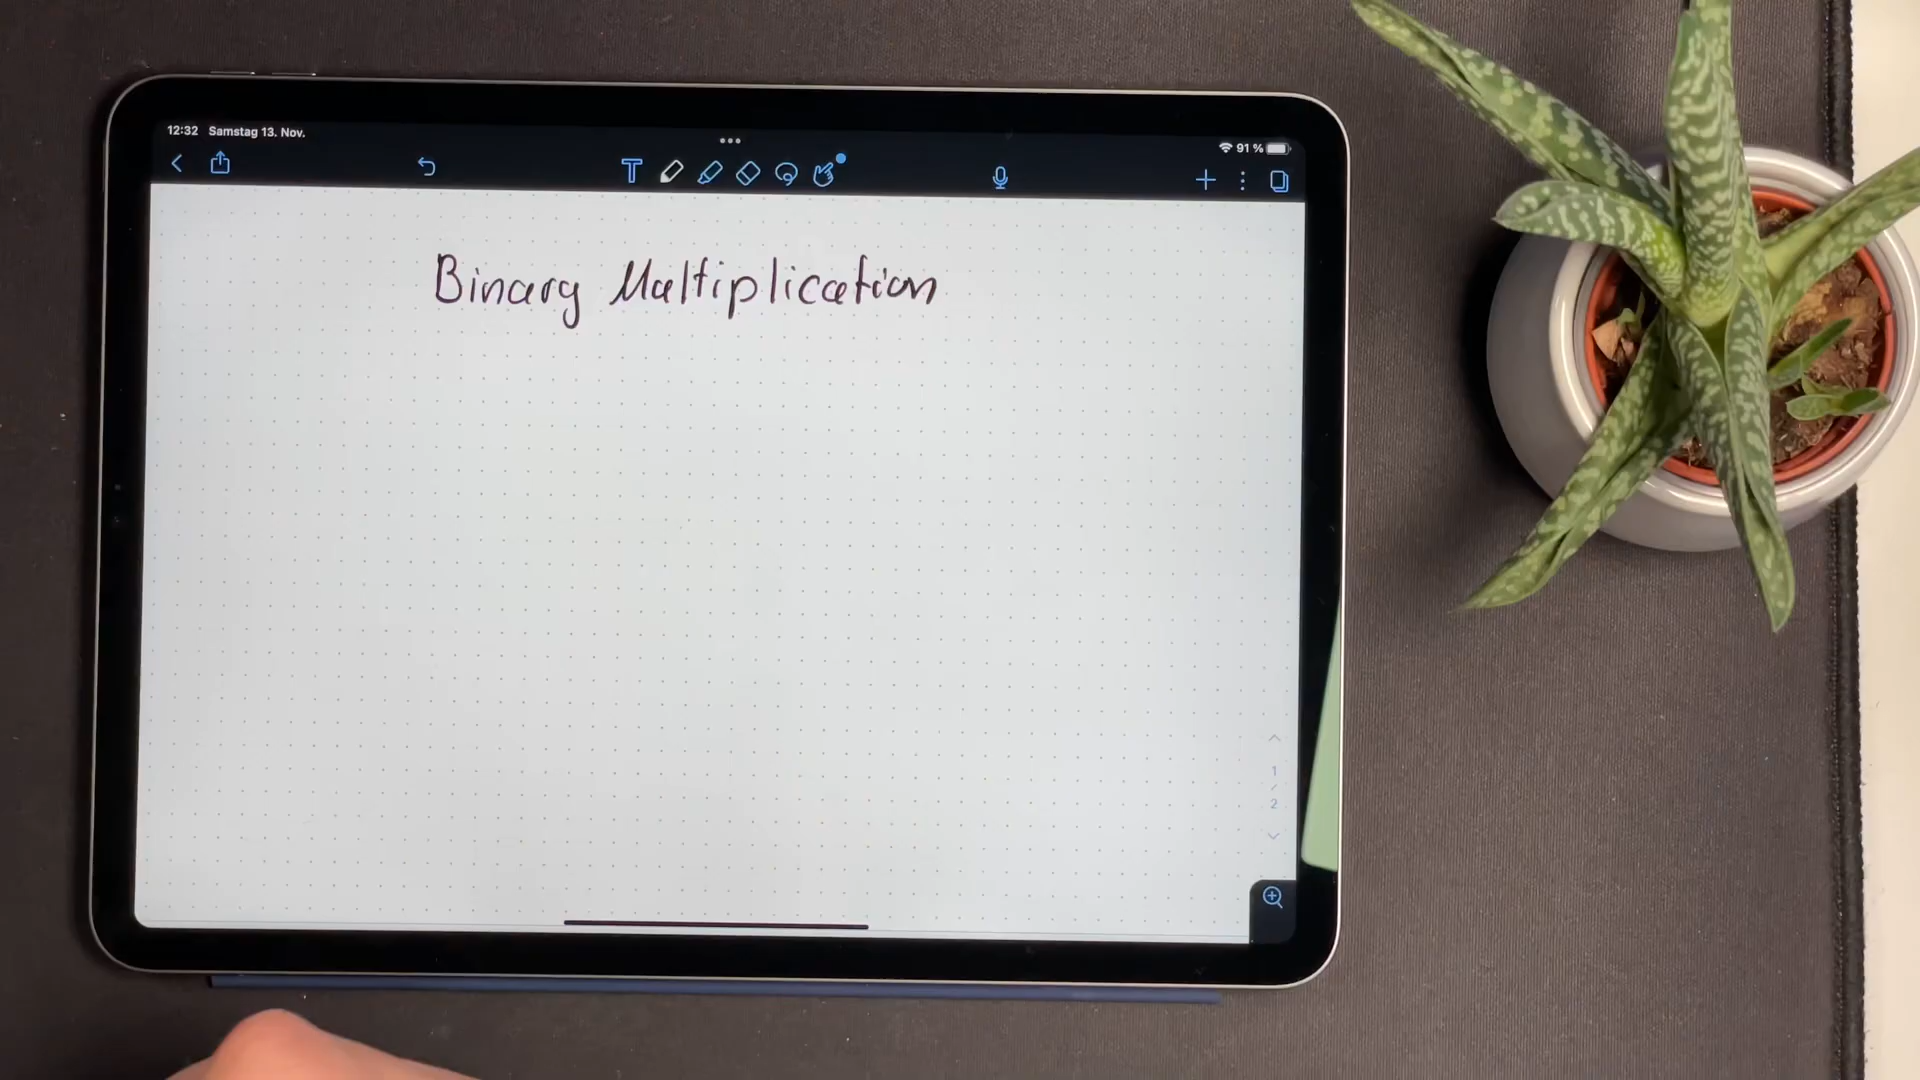 12:32 Samstag 13. Nov.
91 %
Binary Multiplication
1
/
2